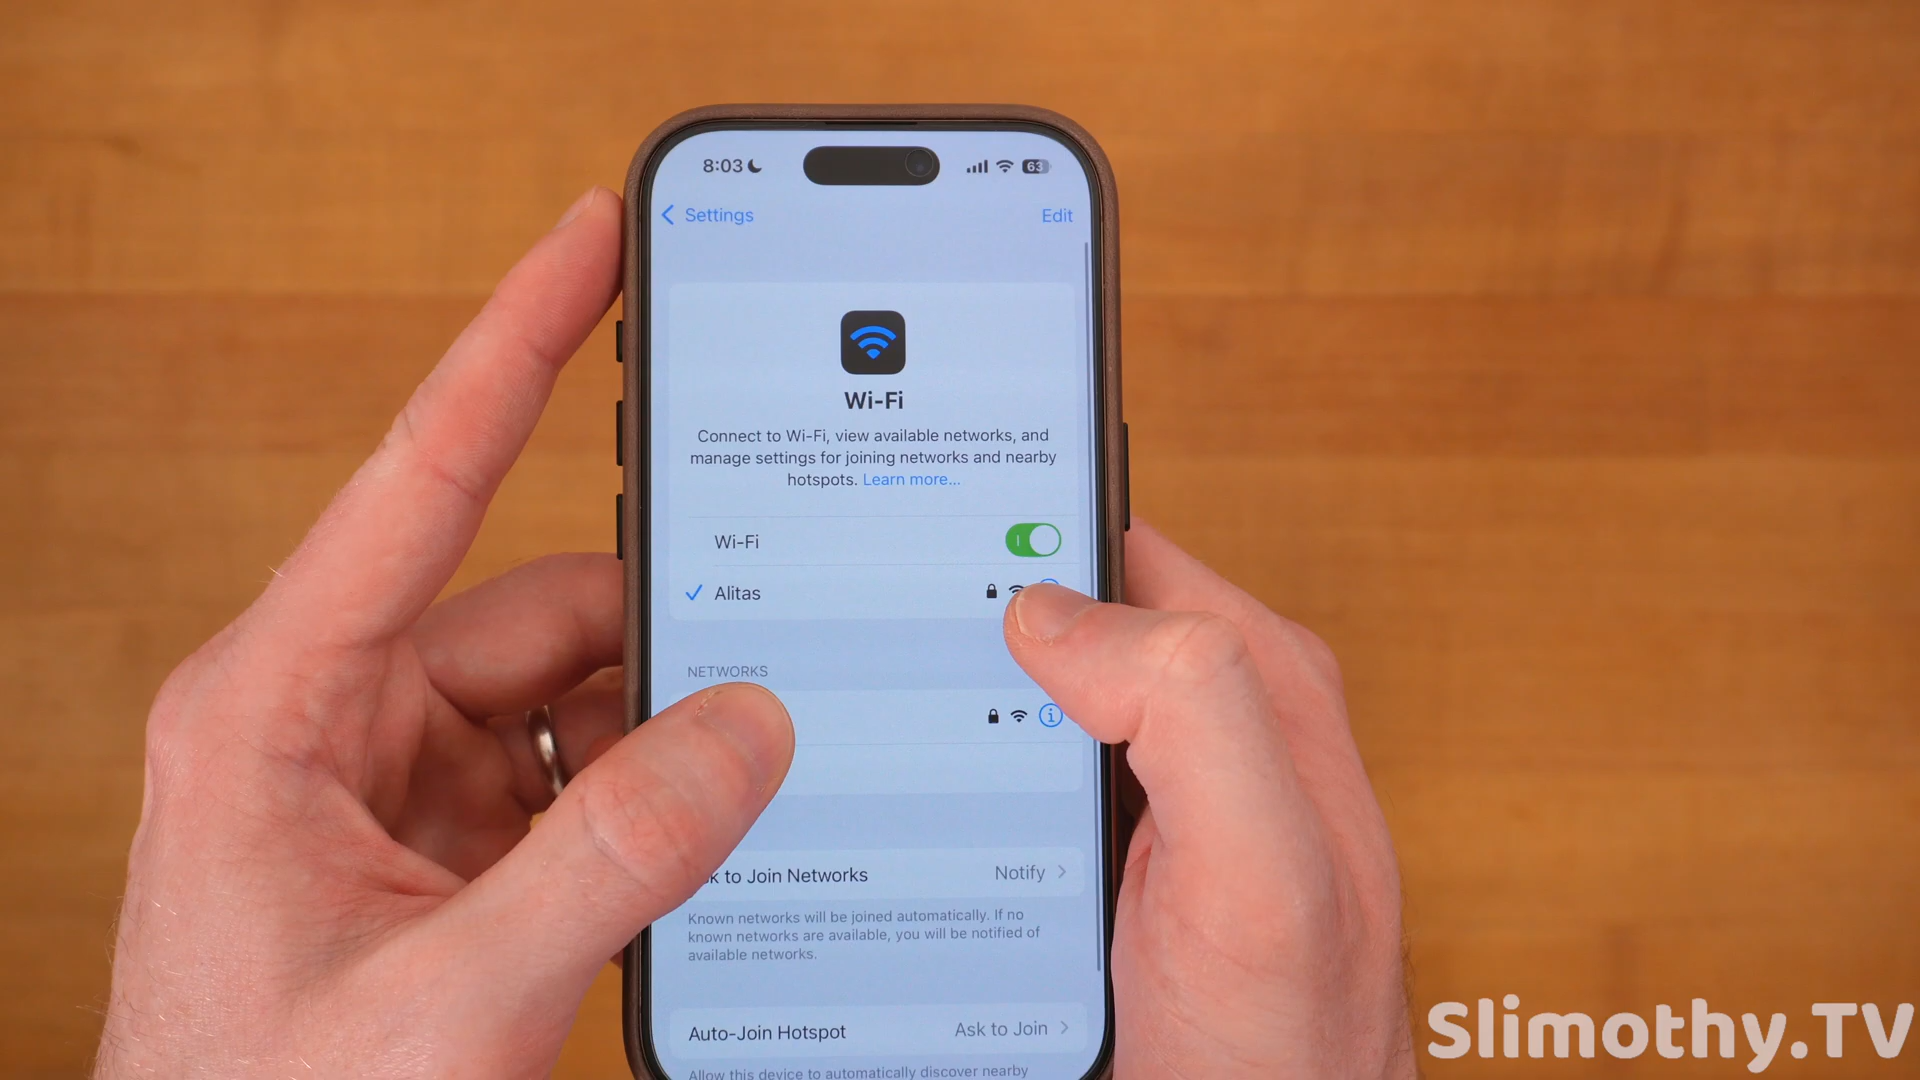 8:03
63
Settings
Edit
Wi-Fi
Connect to Wi-Fi, view available networks, and
manage settings for joining networks and nearby
hotspots. Learn more...
Wi-Fi
Alitas
NETWORKS
to Join Networks
Notify
Known networks will be joined automatically. If no
known networks are available, you will be notified of
available networks.
Auto-Join Hotspot
Ask to Join
Allow this device to automatically discover nearby
Slimothy.TV